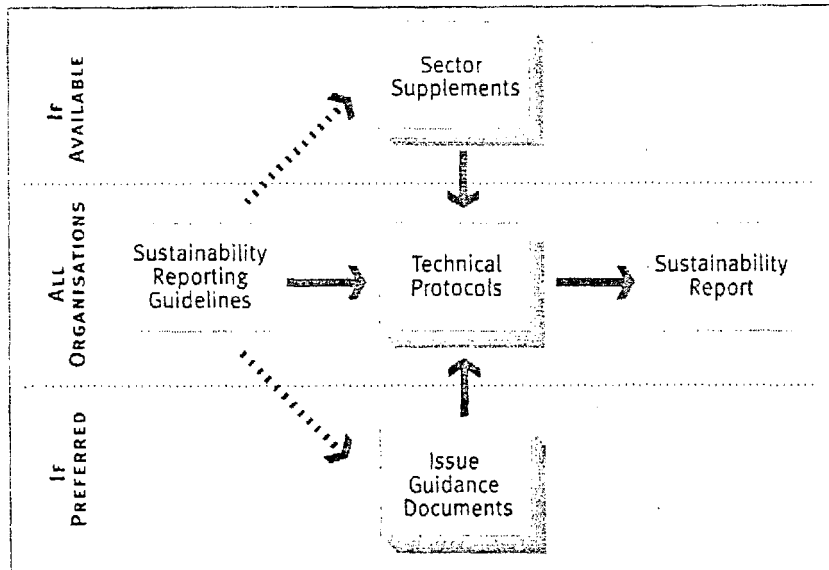 IF
AVAILABLE
Sector
Supplements
ALL
ORGANISATIONS
Sustainability
Reporting
Guidelines
Technical
Protocols
Sustainability
Report
IF
PREFERRED
Issue
Guidance
Documents